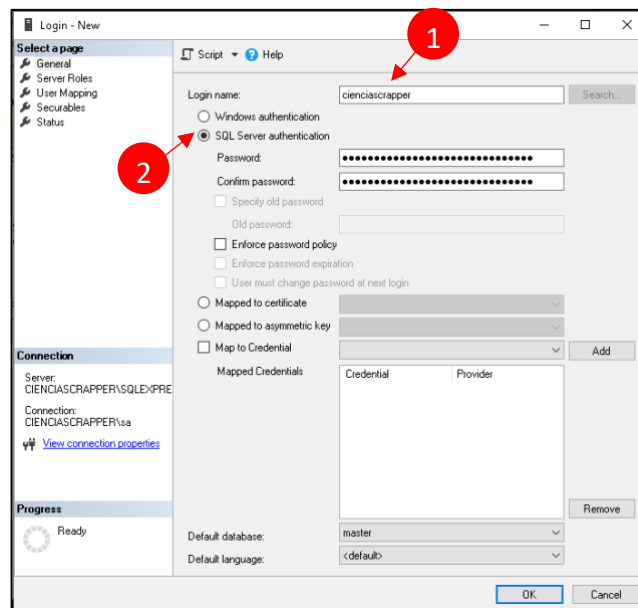 Login - New
Select a page
General
Server Roles
User Mapping
Securables
Status
Script Help
1
Login name: cienciascrapper Search...
Windows authentication
2
SQL Server authentication
Password:
Confirm password:
Specify old password
Old password:
Enforce password policy
Enforce password expiration
User must change password at next login
Mapped to certificate
Mapped to asymmetric key
Map to Credential Add
Mapped Credentials Credential Provider
Remove
Default database: master
Default language: <default>
Connection
Server:
CIENCIASCRAPPER\SQLEXPRE
Connection:
CIENCIASCRAPPER\sa
View connection properties
Progress
Ready
OK Cancel